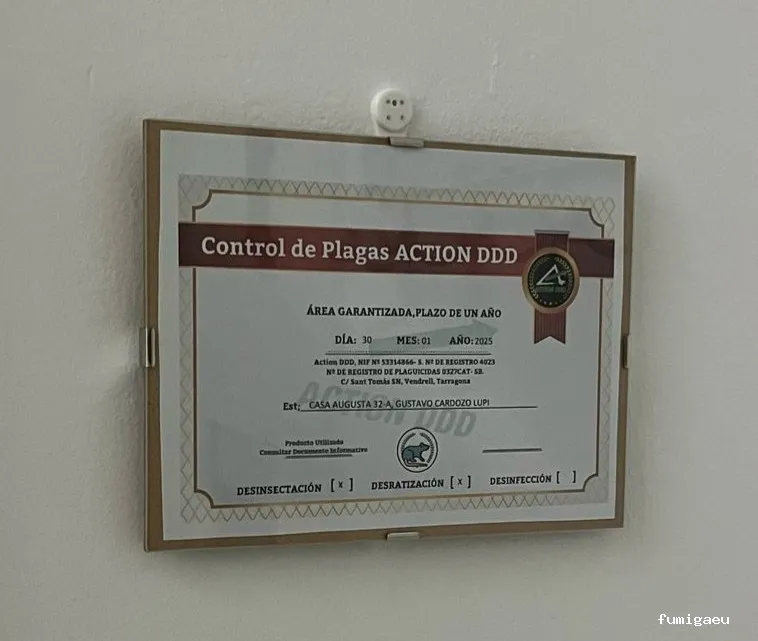 Control de Plagas ACTION DDD
ÁREA GARANTIZADA,PLAZO DE UN AÑO
DÍA: 30 MES: 01 AÑO: 2025
Action DDD, NIF Nº 53314866- S. Nº DE REGISTRO 4023
Nº DE REGISTRO DE PLAGUICIDAS 0327CAT- SB.
C/ Sant Tomás SN, Vendrell, Tarragona
ACTION DDD
Est; CASA AUGUSTA 32-A, GUSTAVO CARDOZO LUPI
Producto Utilizado
Consultar Documento Informativo
DESINSECTACIÓN [ x ] DESRATIZACIÓN [ x ] DESINFECCIÓN [ ]
fumigaeu